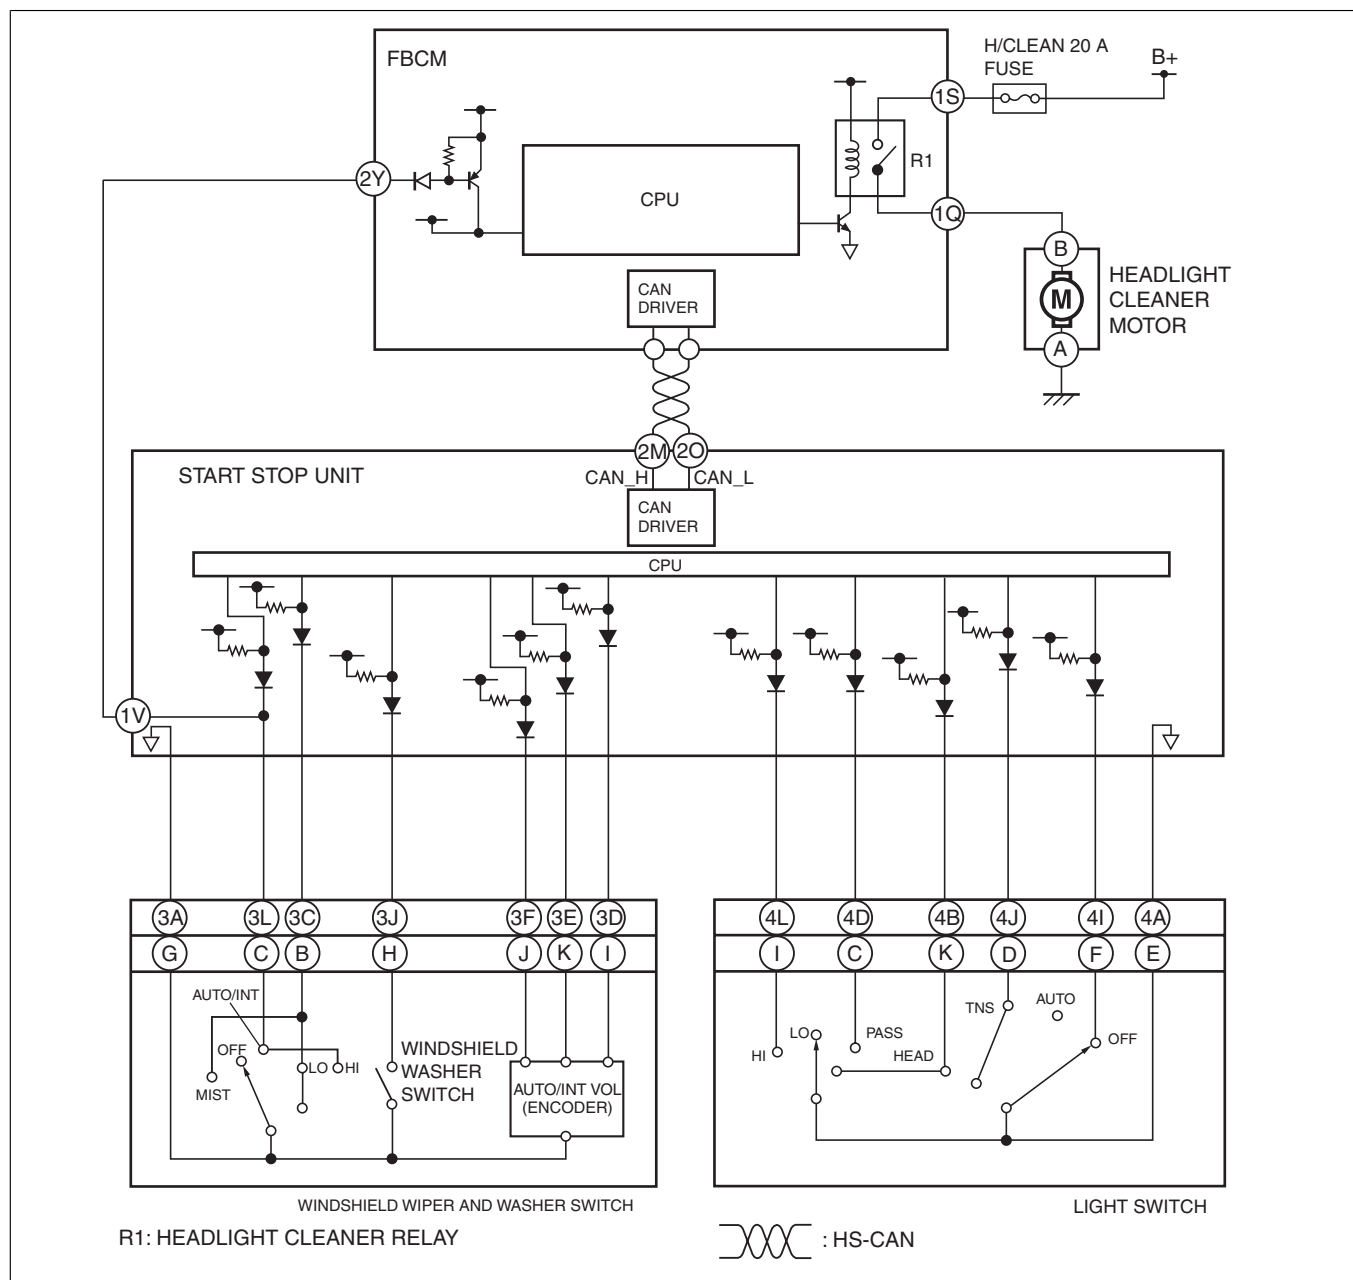 FBCM
H/CLEAN 20 A
FUSE
B+
1S
2Y
CPU
R1
1Q
B
M
A
HEADLIGHT
CLEANER
MOTOR
CAN
DRIVER
2M
2O
START STOP UNIT
CAN_H
CAN_L
CAN
DRIVER
CPU
1V
3A
3L
3C
3J
3F
3E
3D
G
C
B
H
J
K
I
4L
4D
4B
4J
4I
4A
I
C
K
D
F
E
AUTO/INT
OFF
MIST
LO
HI
WINDSHIELD
WASHER
SWITCH
AUTO/INT VOL
(ENCODER)
HI
LO
PASS
HEAD
TNS
AUTO
OFF
WINDSHIELD WIPER AND WASHER SWITCH
LIGHT SWITCH
R1: HEADLIGHT CLEANER RELAY
: HS-CAN